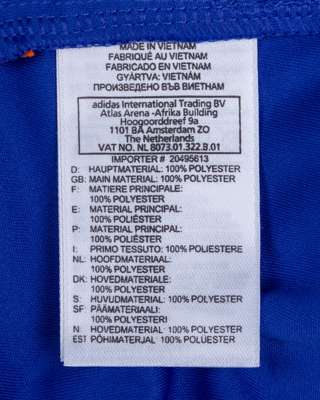 MADE IN VIETNAM
FABRIQUÉ AU VIETNAM
FABRICADO EN VIETNAM
GYÁRTVA: VIETNÁM
ПРОИЗВЕДЕНО ВЪВ ВИЕТНАМ
adidas International Trading BV
Atlas Arena -Afrika Building
Hoogoorddreef 9a
1101 BA Amsterdam ZO
The Netherlands
VAT NO. NL 8073.01.322.B.01
IMPORTER # 20495613
D: HAUPTMATERIAL: 100% POLYESTER
GB: MAIN MATERIAL: 100% POLYESTER
F: MATIERE PRINCIPALE:
100% POLYESTER
E: MATERIAL PRINCIPAL:
100% POLIÉSTER
P: MATERIAL PRINCIPAL:
100% POLIÉSTER
I: PRIMO TESSUTO: 100% POLIESTERE
NL: HOOFDMATERIAAL:
100% POLYESTER
DK: HOVEDMATERIALE:
100% POLYESTER
S: HUVUDMATERIAL: 100% POLYESTER
SF: PÄÄMATERIAALI:
100% POLYESTERI
N: HOVEDMATERIAL: 100% POLYESTER
EST: PÕHIMATERJAL: 100% POLÜESTER